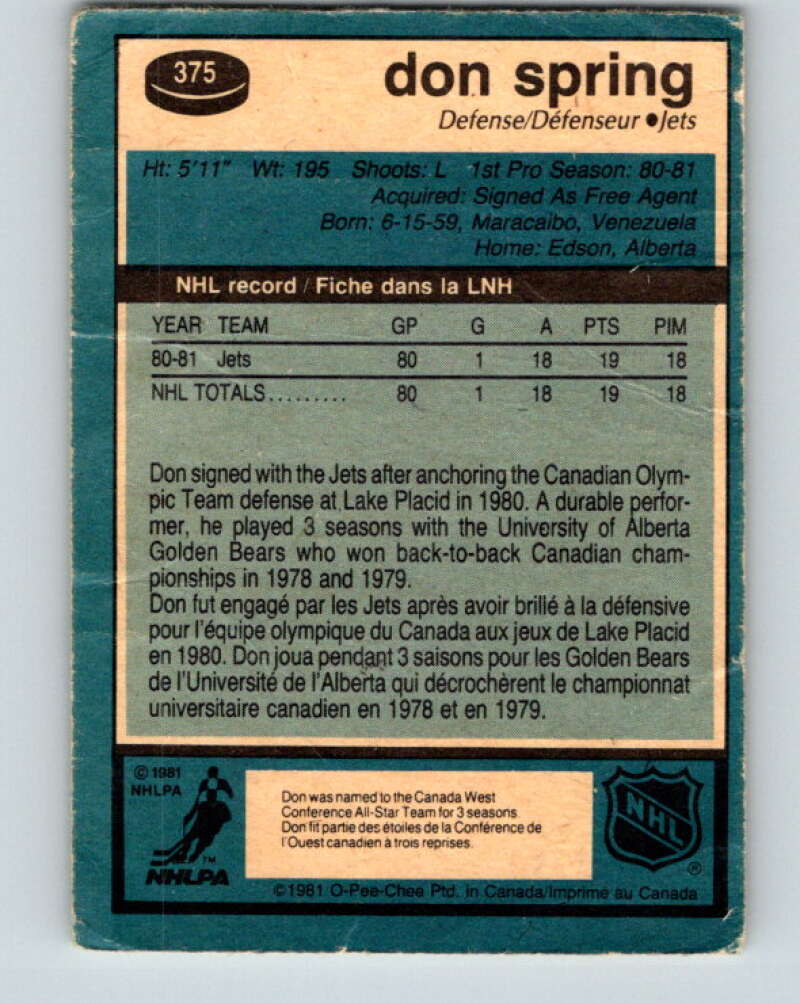 375
don spring
Defense/Défenseur ●Jets
Ht: 5'11" Wt: 195 Shoots: L 1st Pro Season: 80-81
Acquired: Signed As Free Agent
Born: 6-15-59, Maracaibo, Venezuela
Home: Edson, Alberta
NHL record / Fiche dans la LNH
YEAR TEAM GP G A PTS PIM
80-81 Jets 80 1 18 19 18
NHL TOTALS......... 80 1 18 19 18
Don signed with the Jets after anchoring the Canadian Olym-
pic Team defense at Lake Placid in 1980. A durable perfor-
mer, he played 3 seasons with the University of Alberta
Golden Bears who won back-to-back Canadian cham-
pionships in 1978 and 1979.
Don fut engagé par les Jets après avoir brillé à la défensive
pour l'équipe olympique du Canada aux jeux de Lake Placid
en 1980. Don joua pendant 3 saisons pour les Golden Bears
de l'Université de l'Alberta qui décrochèrent le championnat
universitaire canadien en 1978 et en 1979.
© 1981
NHLPA
TM
NHLPA
Don was named to the Canada West
Conference All-Star Team for 3 seasons.
Don fit partie des étoiles de la Conférence de
l'Ouest canadien à trois reprises.
NHL
®
©1981 O-Pee-Chee Ptd. in Canada/Imprimé au Canada